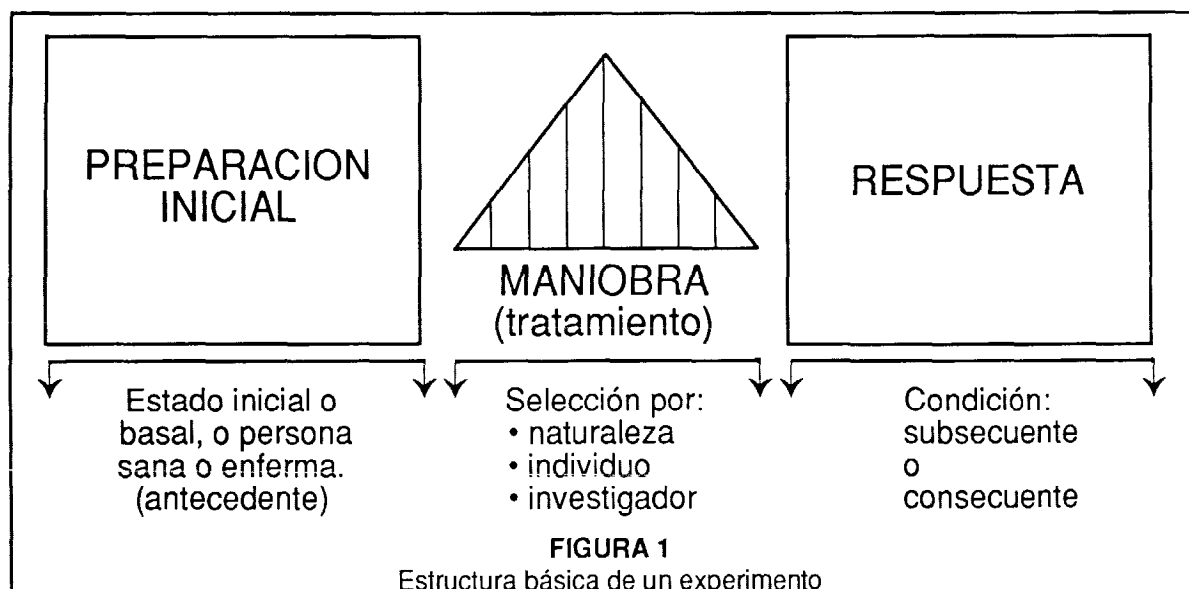 PREPARACION
INICIAL
MANIOBRA
(tratamiento)
RESPUESTA
Estado inicial o
basal, o persona
sana o enferma.
(antecedente)
Selección por:
• naturaleza
• individuo
• investigador
Condición:
subsecuente
o
consecuente
FIGURA 1
Estructura básica de un experimento